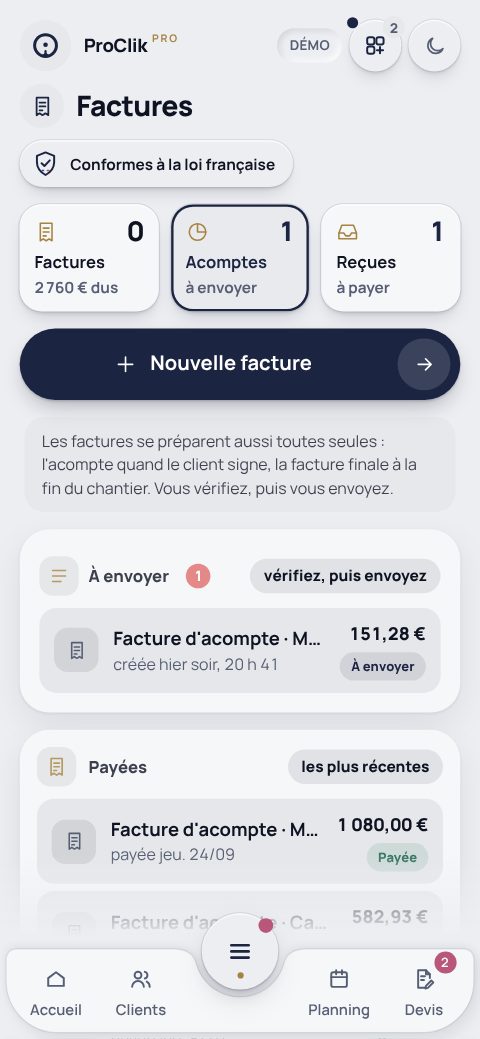 ProClik PRO
DÉMO
2
Factures
Conformes à la loi française
0
Factures
2 760 € dus
1
Acomptes
à envoyer
1
Reçues
à payer
Nouvelle facture
Les factures se préparent aussi toutes seules :
l'acompte quand le client signe, la facture finale à la
fin du chantier. Vous vérifiez, puis vous envoyez.
À envoyer 1
vérifiez, puis envoyez
Facture d'acompte · M... 151,28 €
créée hier soir, 20 h 41 À envoyer
Payées
les plus récentes
Facture d'acompte · M... 1 080,00 €
payée jeu. 24/09 Payée
Facture d'acompte · Ca... 582,93 €
Accueil
Clients
Planning
2
Devis